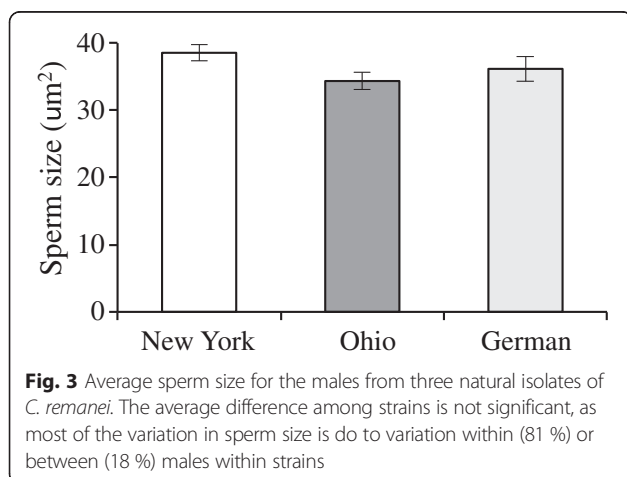 40
30
20
10
0
Sperm size (um²)
New York Ohio German
Fig. 3 Average sperm size for the males from three natural isolates of
C. remanei. The average difference among strains is not significant, as
most of the variation in sperm size is do to variation within (81 %) or
between (18 %) males within strains